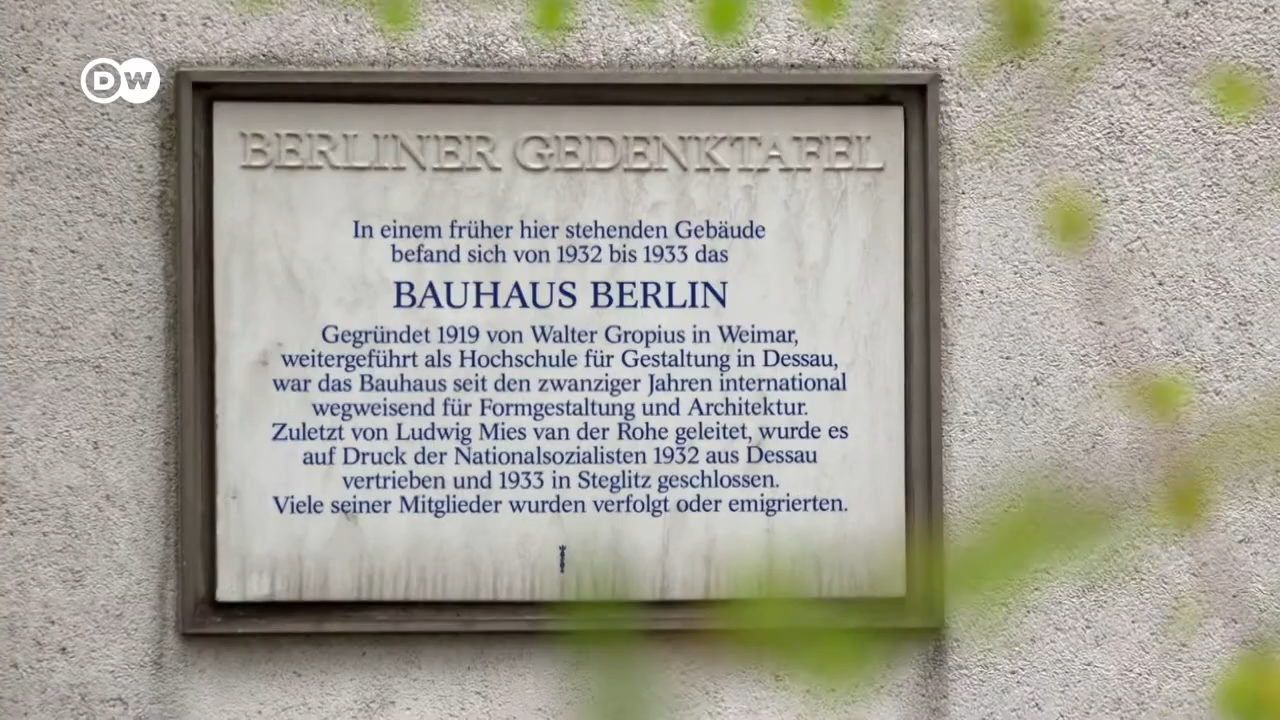 DW
BERLINER GEDENKTAFEL
In einem früher hier stehenden Gebäude
befand sich von 1932 bis 1933 das
BAUHAUS BERLIN
Gegründet 1919 von Walter Gropius in Weimar,
weitergeführt als Hochschule für Gestaltung in Dessau,
war das Bauhaus seit den zwanziger Jahren international
wegweisend für Formgestaltung und Architektur.
Zuletzt von Ludwig Mies van der Rohe geleitet, wurde es
auf Druck der Nationalsozialisten 1932 aus Dessau
vertrieben und 1933 in Steglitz geschlossen.
Viele seiner Mitglieder wurden verfolgt oder emigrierten.